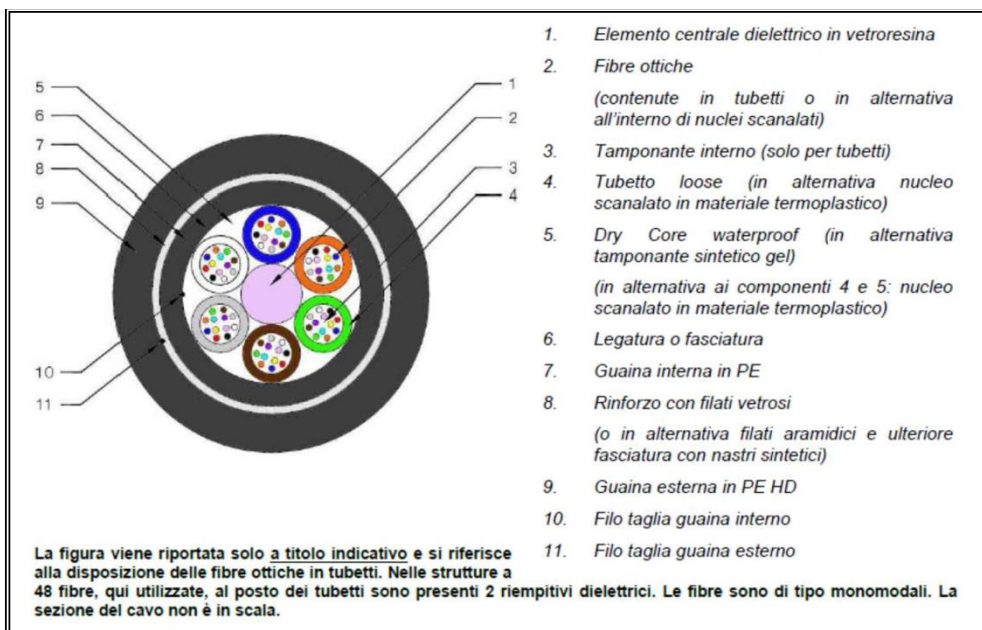 5
6
7
8
9
10
11
1
2
3
4
1. Elemento centrale dielettrico in vetroresina
2. Fibre ottiche
(contenute in tubetti o in alternativa
all'interno di nuclei scanalati)
3. Tamponante interno (solo per tubetti)
4. Tubetto loose (in alternativa nucleo
scanalato in materiale termoplastico)
5. Dry Core waterproof (in alternativa
tamponante sintetico gel)
(in alternativa ai componenti 4 e 5: nucleo
scanalato in materiale termoplastico)
6. Legatura o fasciatura
7. Guaina interna in PE
8. Rinforzo con filati vetrosi
(o in alternativa filati aramidici e ulteriore
fasciatura con nastri sintetici)
9. Guaina esterna in PE HD
10. Filo taglia guaina interno
11. Filo taglia guaina esterno
La figura viene riportata solo a titolo indicativo e si riferisce
alla disposizione delle fibre ottiche in tubetti. Nelle strutture a
48 fibre, qui utilizzate, al posto dei tubetti sono presenti 2 riempitivi dielettrici. Le fibre sono di tipo monomodali. La
sezione del cavo non è in scala.